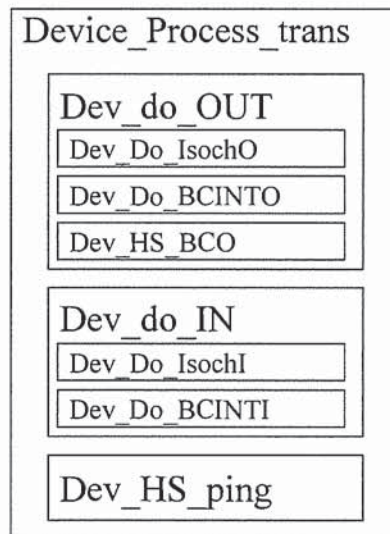 Device_Process_trans
Dev_do_OUT
Dev_Do_IsochO
Dev_Do_BCINTO
Dev_HS_BCO
Dev_do_IN
Dev_Do_IsochI
Dev_Do_BCINTI
Dev_HS_ping